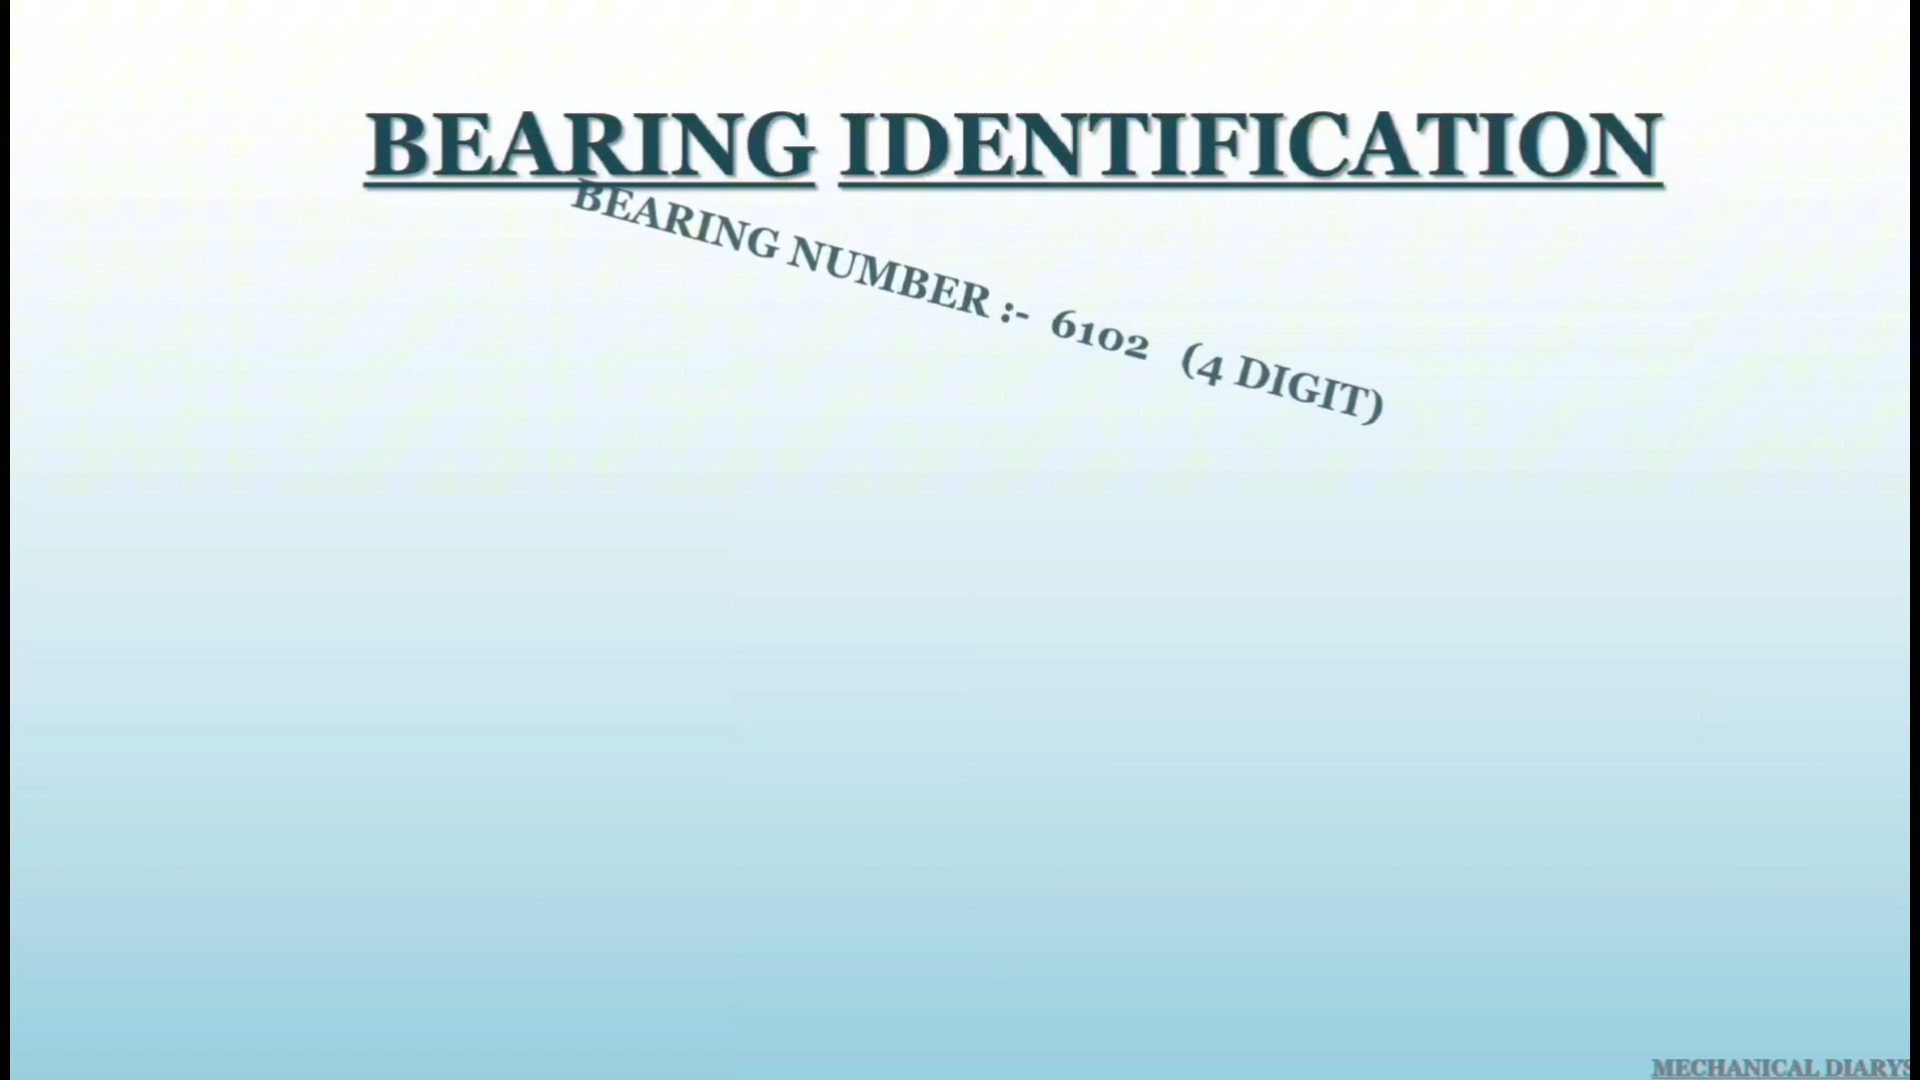 BEARING IDENTIFICATION
BEARING NUMBER :- 6102 (4 DIGIT)
MECHANICAL DIARYS